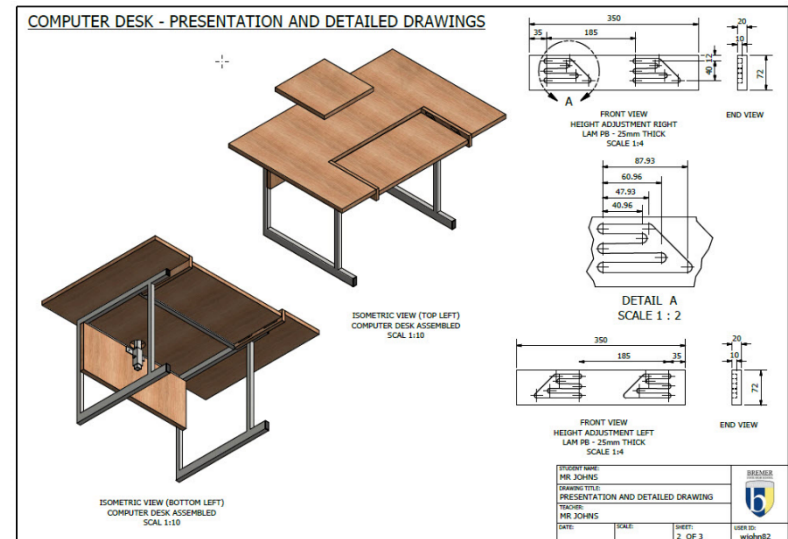 COMPUTER DESK - PRESENTATION AND DETAILED DRAWINGS
350
35
185
12
40
A
20
10
72
FRONT VIEW
HEIGHT ADJUSTMENT RIGHT
LAM PB - 25mm THICK
SCALE 1:4
END VIEW
87.93
60.96
47.93
40.96
DETAIL A
SCALE 1 : 2
ISOMETRIC VIEW (TOP LEFT)
COMPUTER DESK ASSEMBLED
SCAL 1:10
350
185
35
20
10
72
FRONT VIEW
HEIGHT ADJUSTMENT LEFT
LAM PB - 25mm THICK
SCALE 1:4
END VIEW
ISOMETRIC VIEW (BOTTOM LEFT)
COMPUTER DESK ASSEMBLED
SCAL 1:10
STUDENT NAME:
MR JOHNS
DRAWING TITLE:
PRESENTATION AND DETAILED DRAWING
TEACHER:
MR JOHNS
DATE:
SCALE:
SHEET:
2 OF 3
BREMER
b
USER ID:
wjohn82